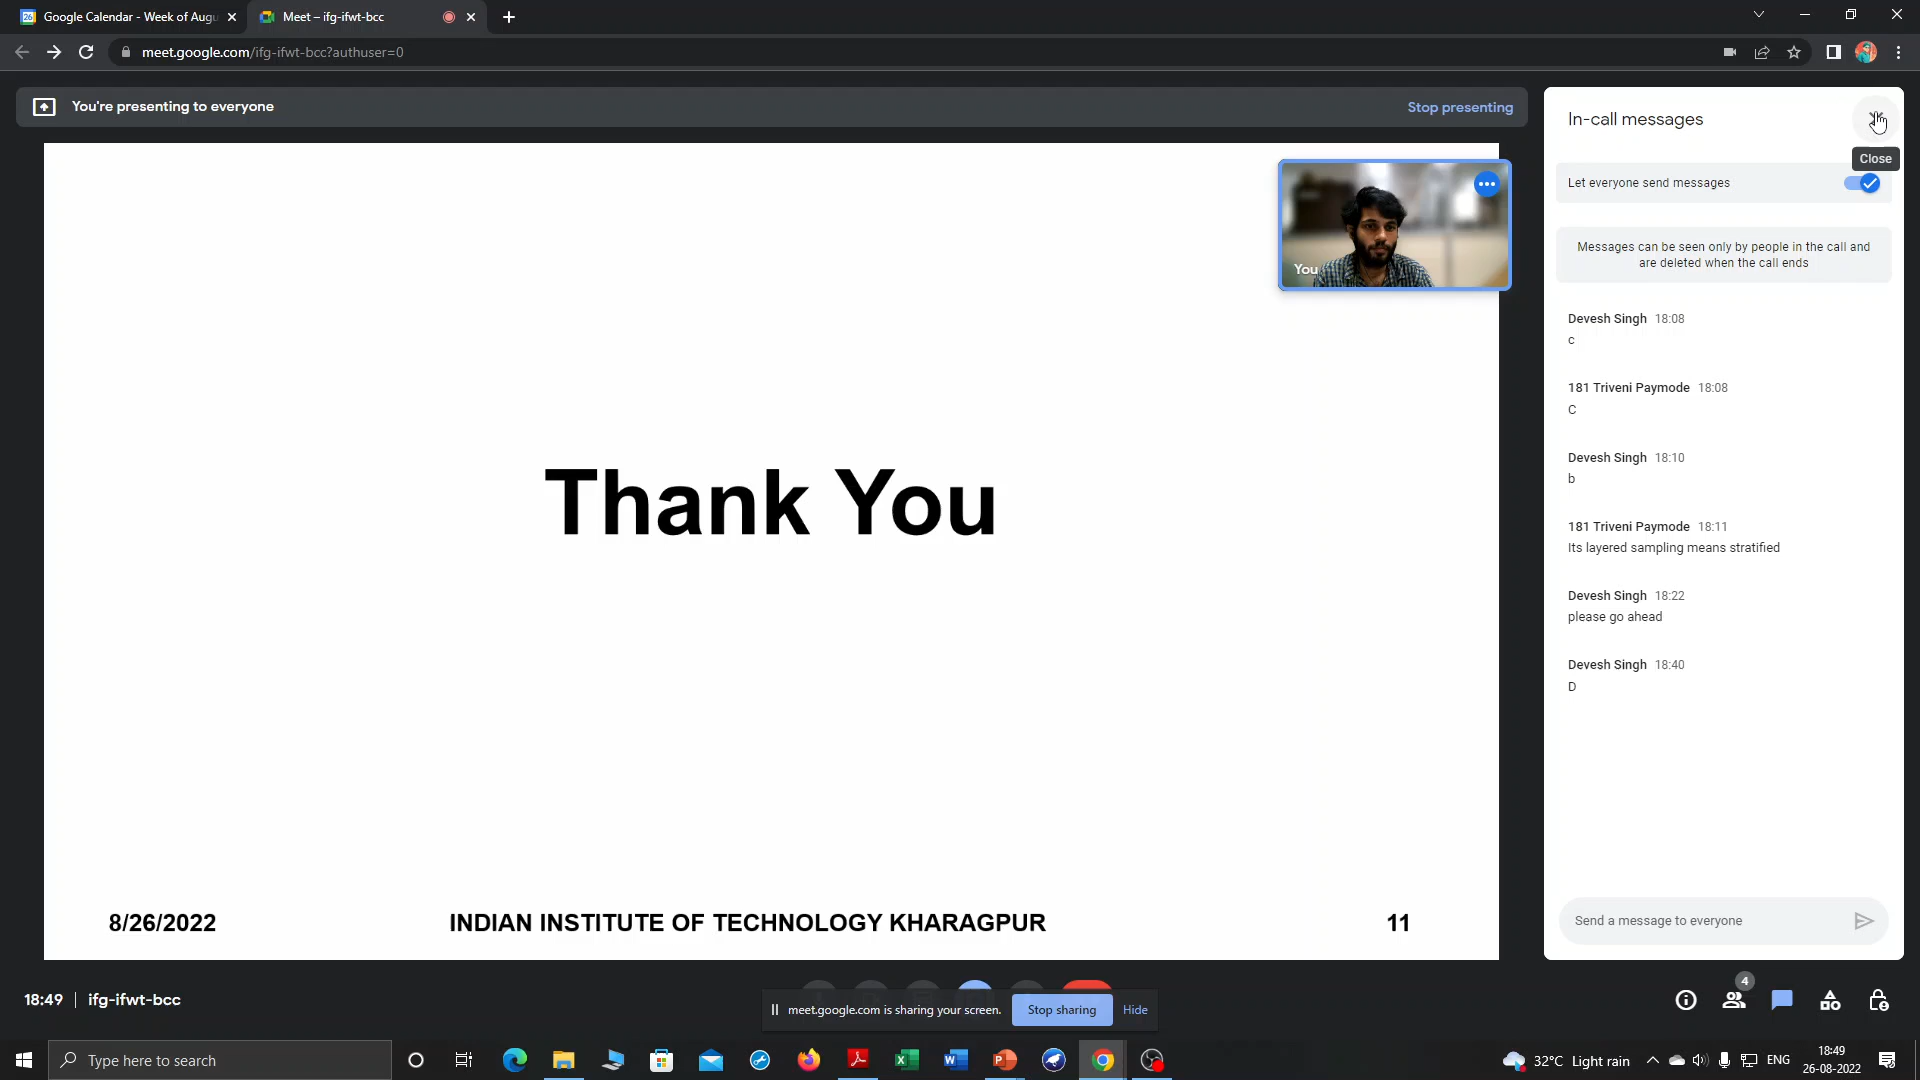 Google Calendar - Week of Augu
Meet – ifg-ifwt-bcc
meet.google.com/ifg-ifwt-bcc?authuser=0
You're presenting to everyone
Stop presenting
You
Thank You
8/26/2022
INDIAN INSTITUTE OF TECHNOLOGY KHARAGPUR
11
In-call messages
Close
Let everyone send messages
Messages can be seen only by people in the call and
are deleted when the call ends
Devesh Singh 18:08
c
181 Triveni Paymode 18:08
C
Devesh Singh 18:10
b
181 Triveni Paymode 18:11
Its layered sampling means stratified
Devesh Singh 18:22
please go ahead
Devesh Singh 18:40
D
Send a message to everyone
18:49 | ifg-ifwt-bcc
meet.google.com is sharing your screen.
Stop sharing
Hide
4
Type here to search
32°C Light rain
ENG
18:49
26-08-2022